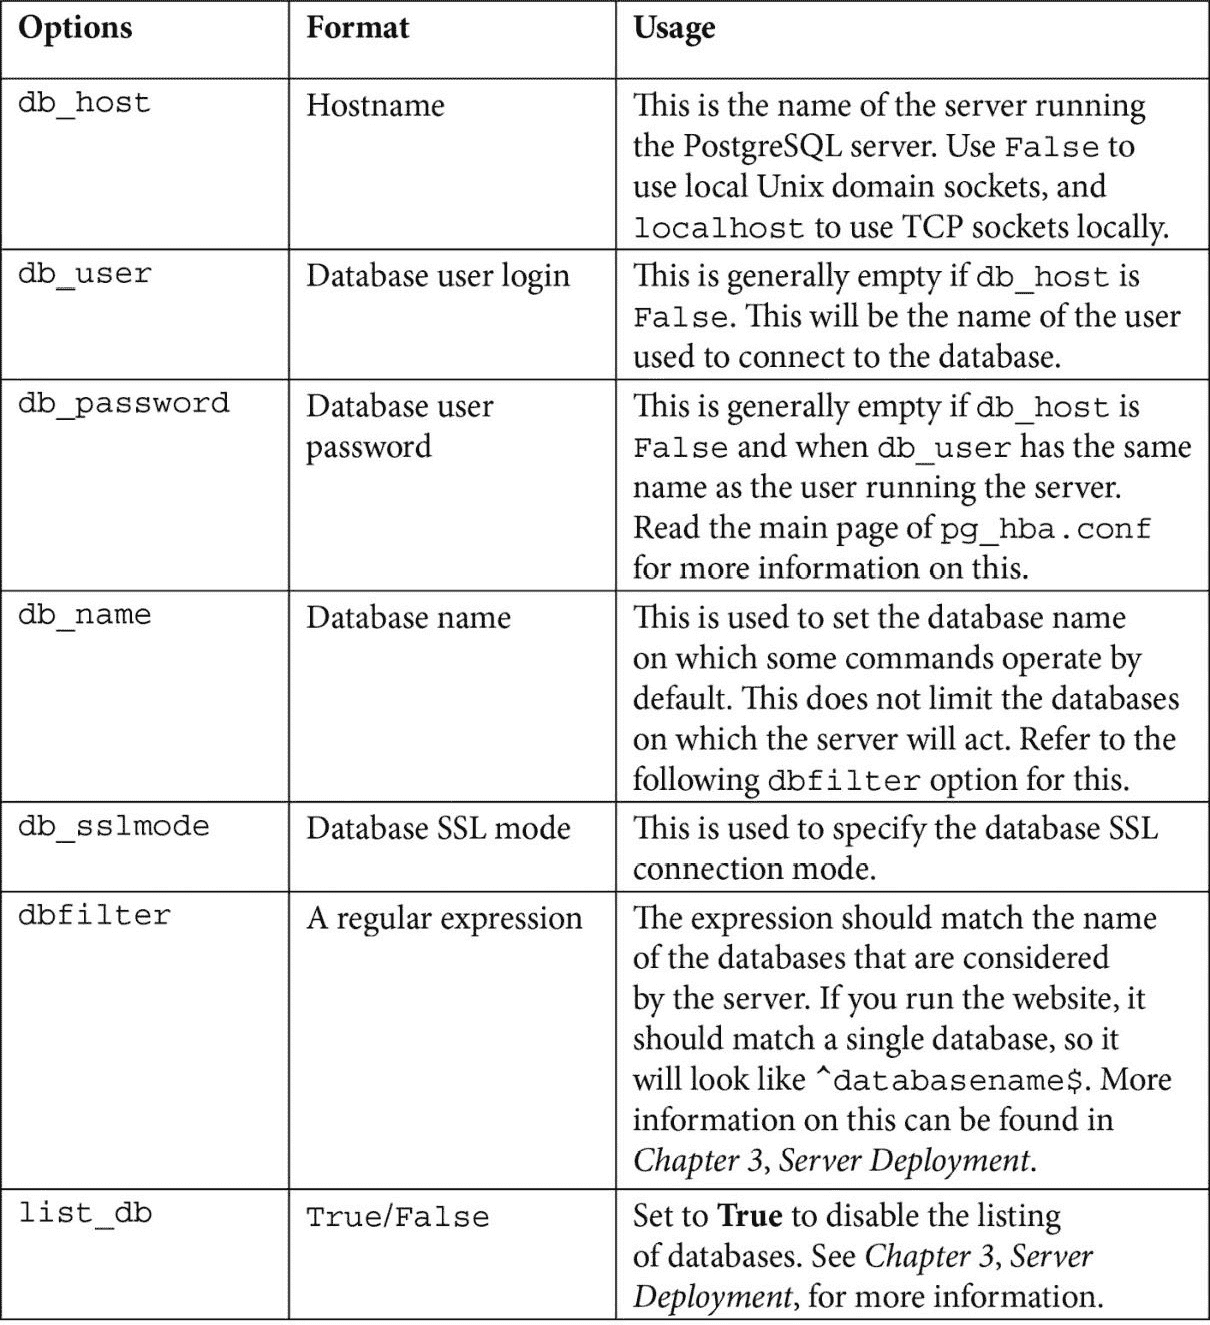 Options Format Usage
db_host Hostname This is the name of the server running
the PostgreSQL server. Use False to
use local Unix domain sockets, and
localhost to use TCP sockets locally.
db_user Database user login This is generally empty if db_host is
False. This will be the name of the user
used to connect to the database.
db_password Database user This is generally empty if db_host is
password False and when db_user has the same
name as the user running the server.
Read the main page of pg_hba.conf
for more information on this.
db_name Database name This is used to set the database name
on which some commands operate by
default. This does not limit the databases
on which the server will act. Refer to the
following dbfilter option for this.
db_sslmode Database SSL mode This is used to specify the database SSL
connection mode.
dbfilter A regular expression The expression should match the name
of the databases that are considered
by the server. If you run the website, it
should match a single database, so it
will look like ^databasename$. More
information on this can be found in
Chapter 3, Server Deployment.
list_db True/False Set to True to disable the listing
of databases. See Chapter 3, Server
Deployment, for more information.